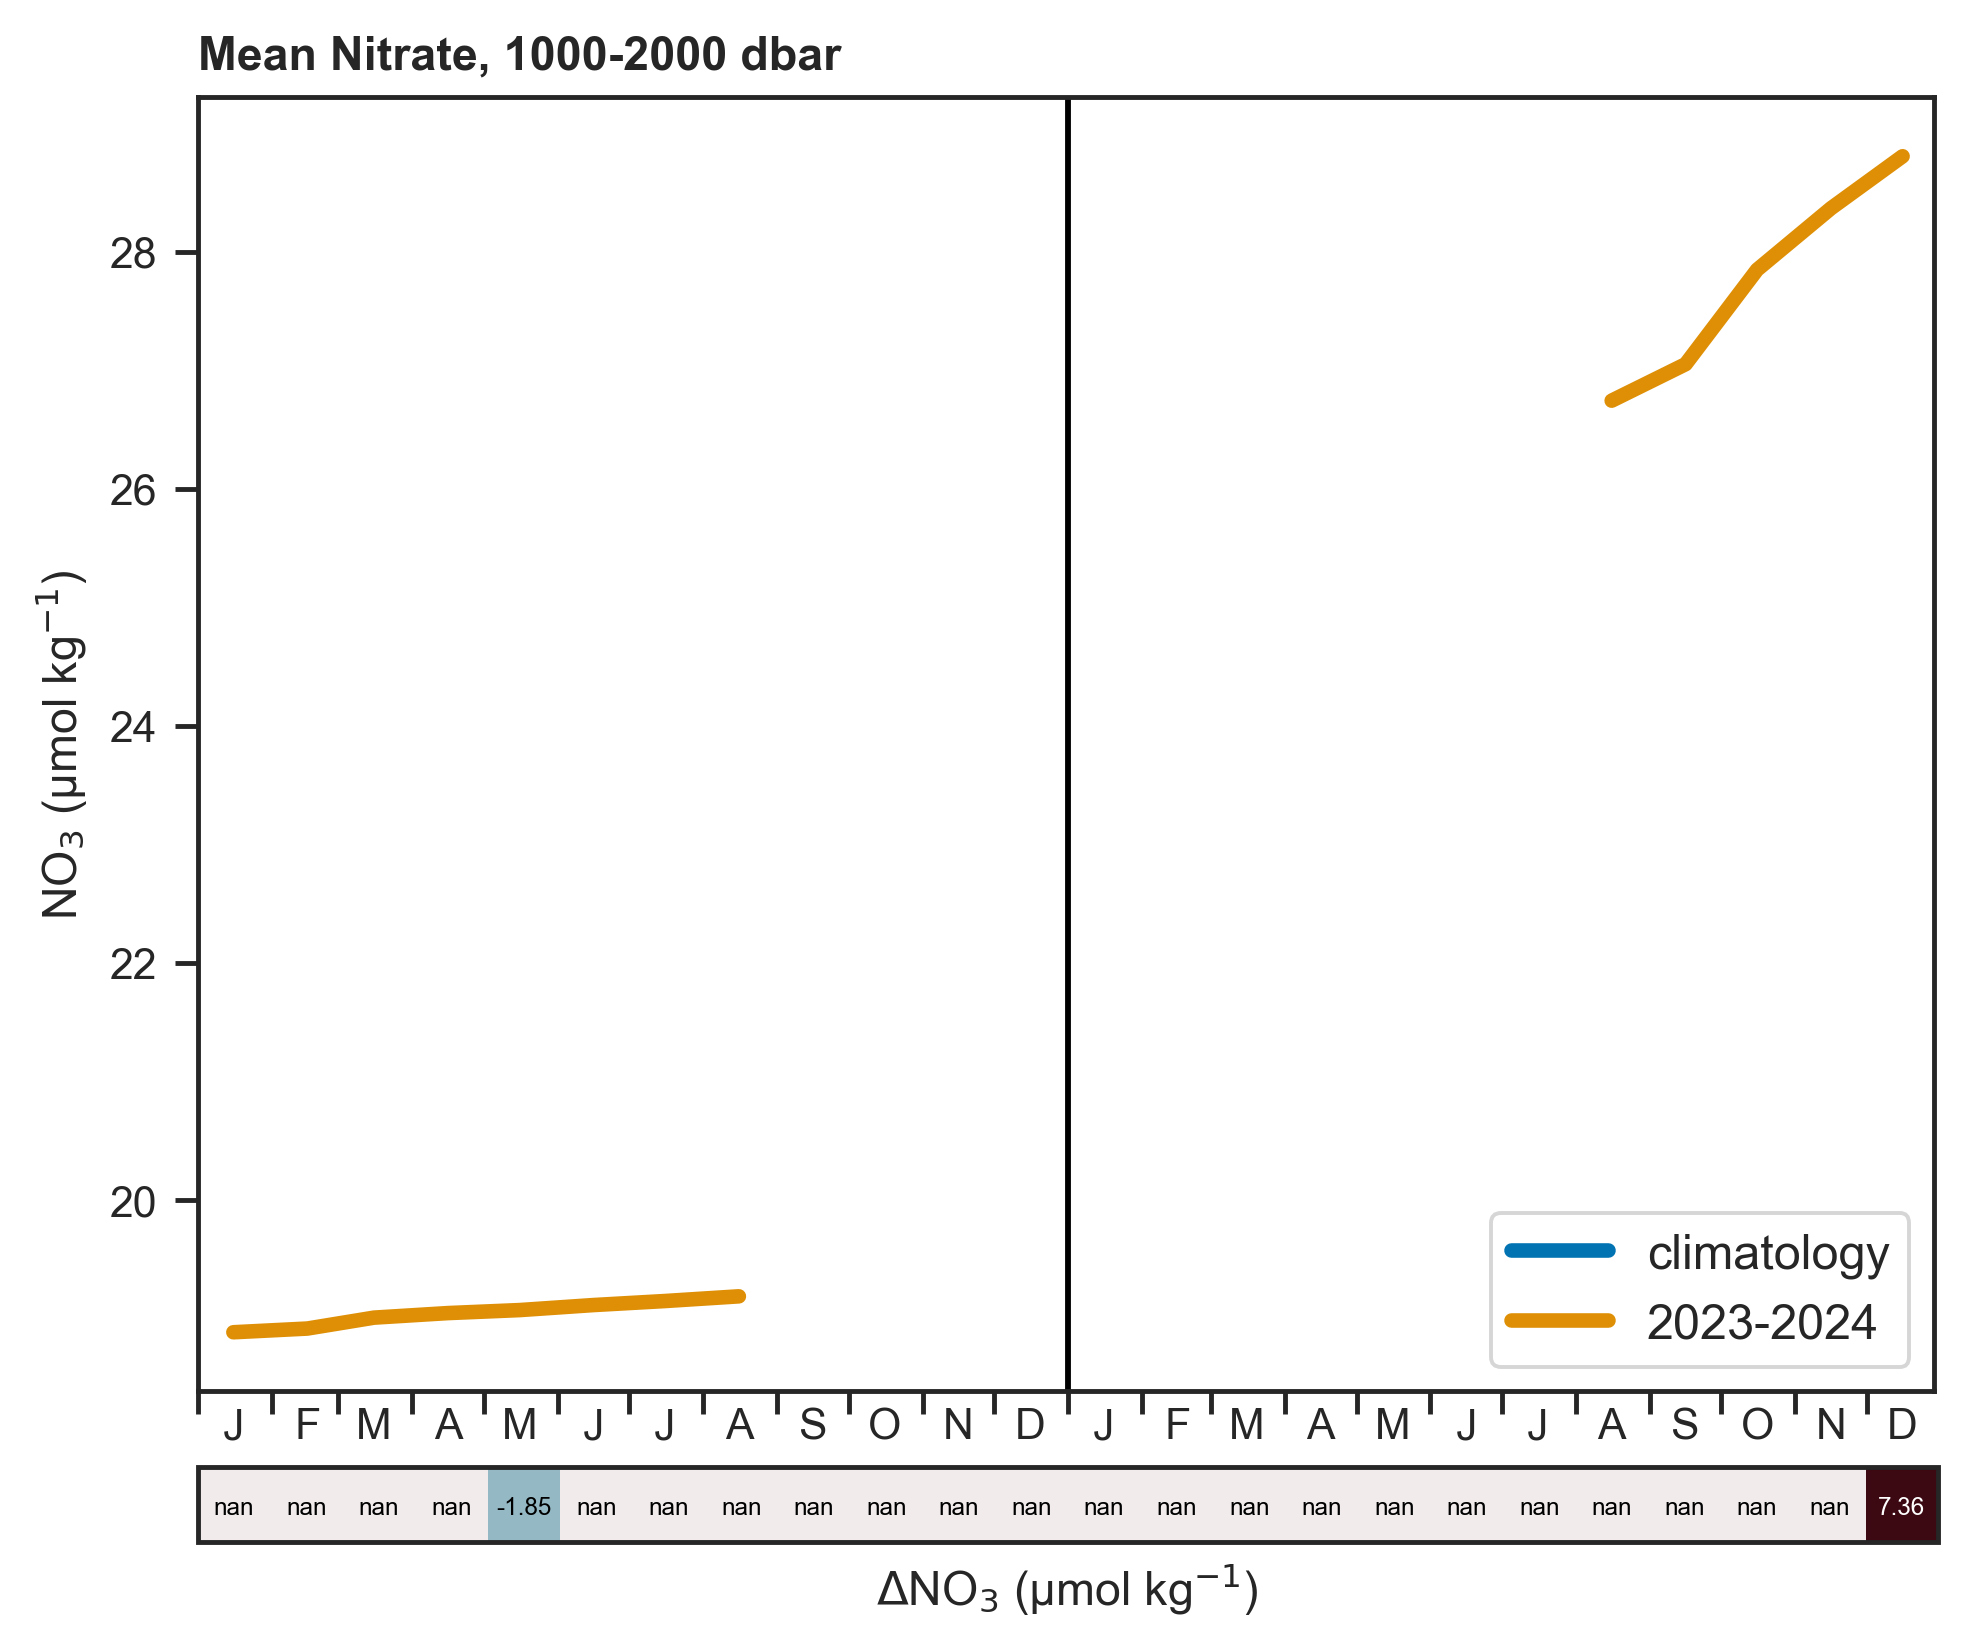 Mean Nitrate, 1000-2000 dbar
28
26
24
22
20
NO₃ (µmol kg⁻¹)
climatology
2023-2024
J F M A M J J A S O N D J F M A M J J A S O N D
nan nan nan nan -1.85 nan nan nan nan nan nan nan nan nan nan nan nan nan nan nan nan nan nan 7.36
ΔNO₃ (µmol kg⁻¹)